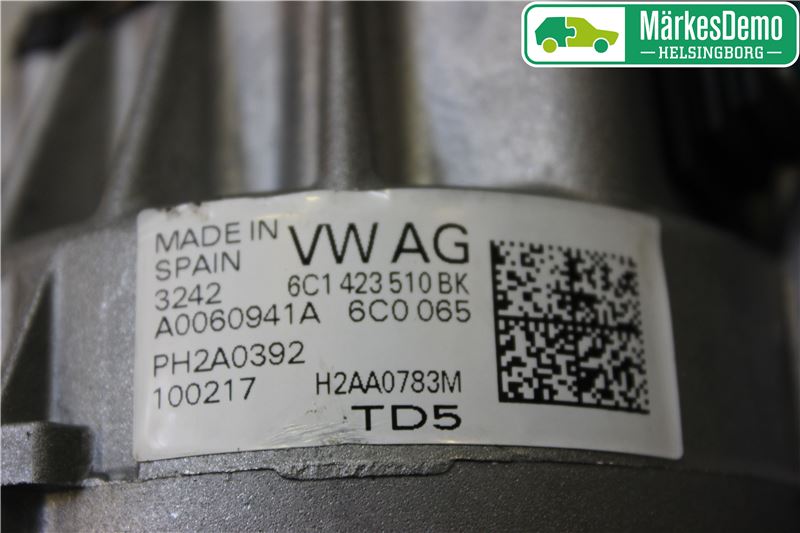 MärkesDemo
HELSINGBORG
MADE IN
SPAIN
VW AG
3242
6C1 423 510 BK
A0060941A
6C0 065
PH2A0392
100217
H2AA0783M
TD5